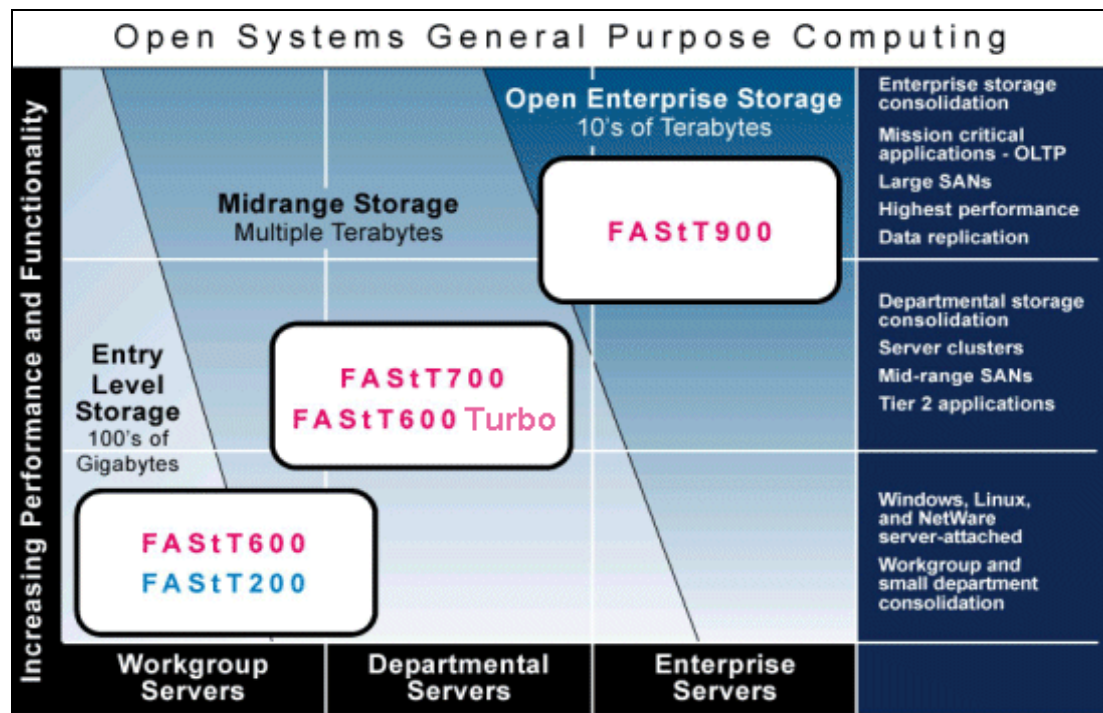 Open Systems General Purpose Computing
Increasing Performance and Functionality
Open Enterprise Storage
10's of Terabytes
Midrange Storage
Multiple Terabytes
FAStT900
Entry
Level
Storage
100's of
Gigabytes
FAStT700
FAStT600 Turbo
FAStT600
FAStT200
Enterprise storage
consolidation
Mission critical
applications - OLTP
Large SANs
Highest performance
Data replication
Departmental storage
consolidation
Server clusters
Mid-range SANs
Tier 2 applications
Windows, Linux,
and NetWare
server-attached
Workgroup and
small department
consolidation
Workgroup
Servers
Departmental
Servers
Enterprise
Servers